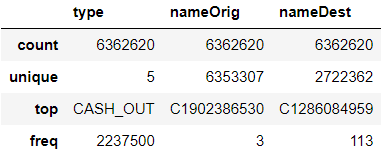 type nameOrig nameDest
count 6362620 6362620 6362620
unique 5 6353307 2722362
top CASH_OUT C1902386530 C1286084959
freq 2237500 3 113